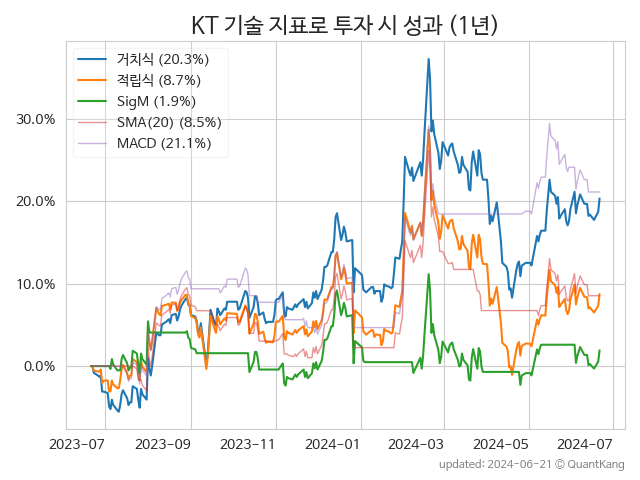 KT 기술 지표로 투자 시 성과 (1년)
거치식 (20.3%)
적립식 (8.7%)
SigM (1.9%)
SMA(20) (8.5%)
MACD (21.1%)
30.0%
20.0%
10.0%
0.0%
2023-07 2023-09 2023-11 2024-01 2024-03 2024-05 2024-07
updated: 2024-06-21 © QuantKang